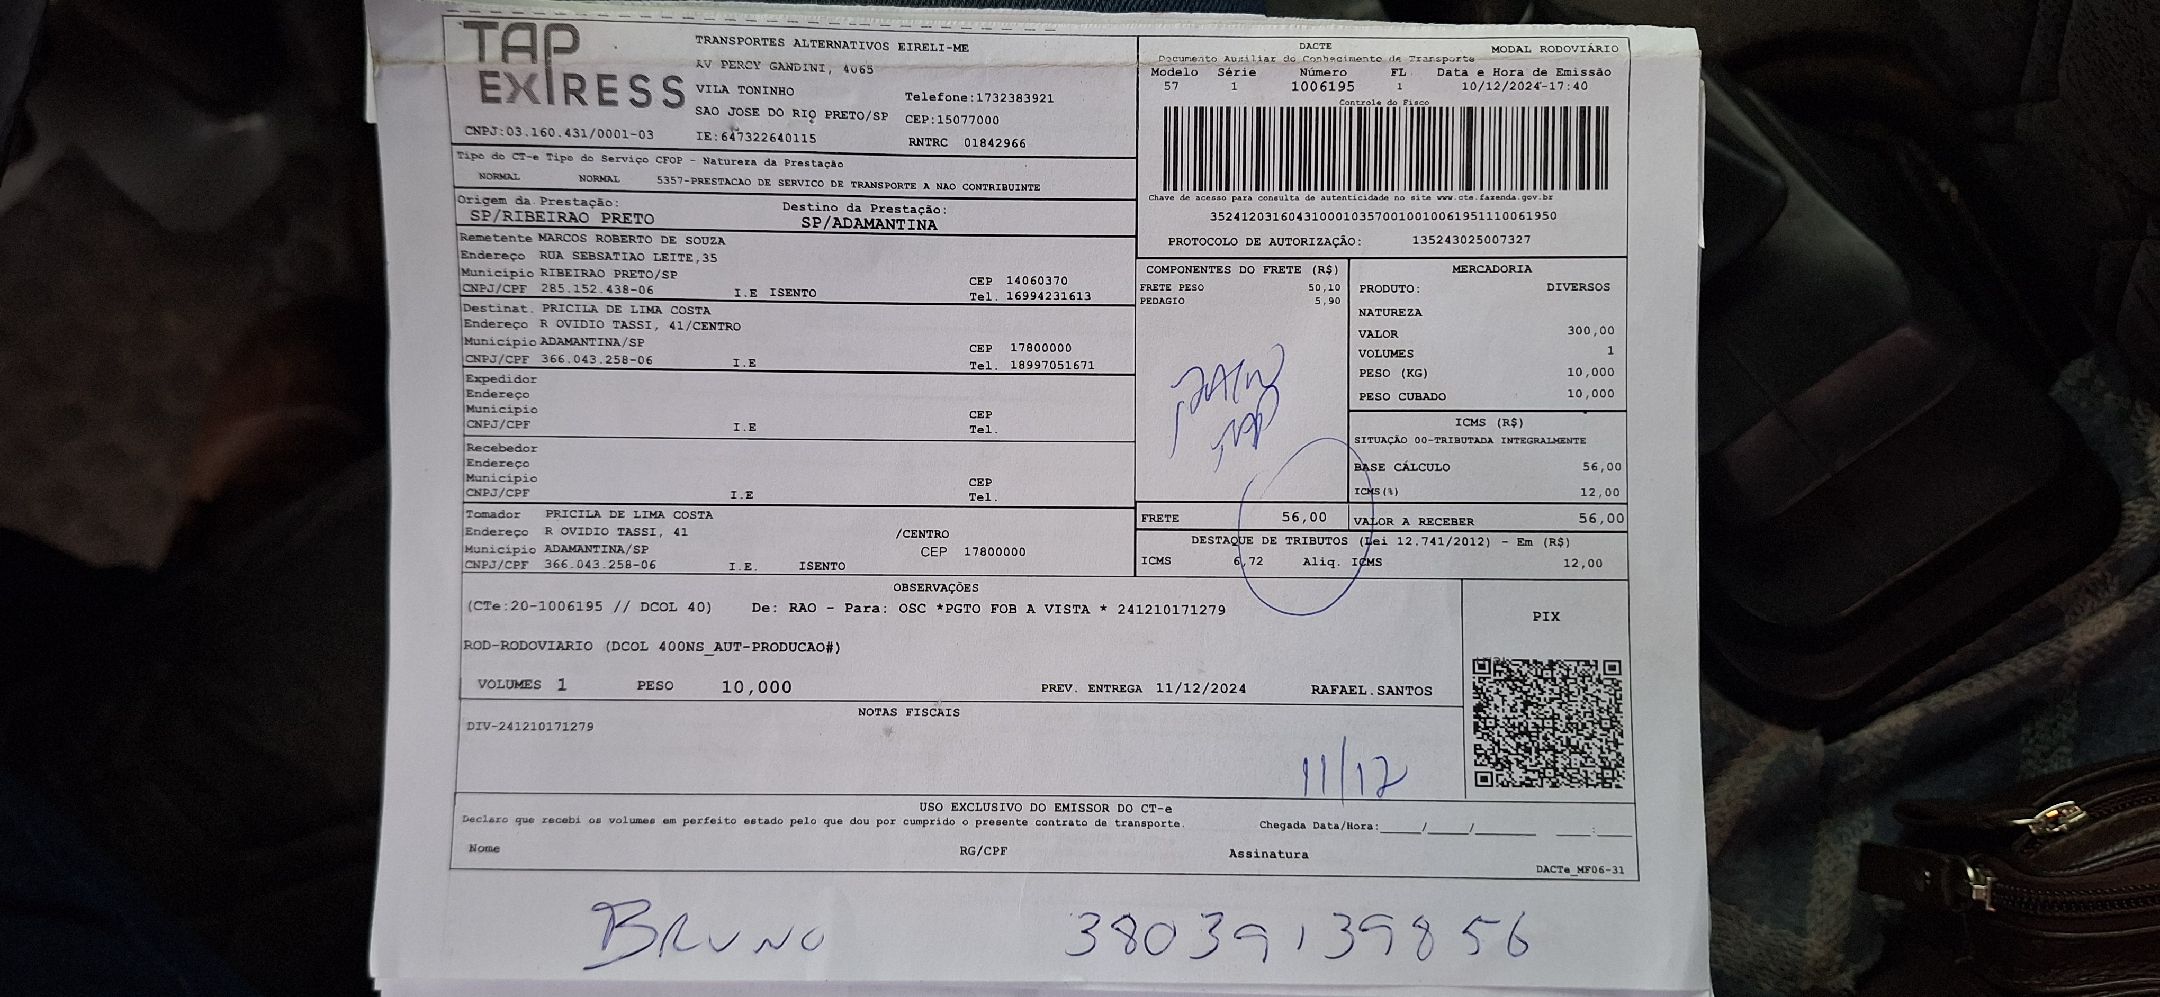 TAP EXPRESS
TRANSPORTES ALTERNATIVOS EIRELI-ME
AV PERCY GANDINI, 4065
VILA TONINHO
Telefone:1732383921
SAO JOSE DO RIO PRETO/SP CEP:15077000
CNPJ:03.160.431/0001-03 IE:647322640115 RNTRC 01842966
Tipo do CT-e Tipo do Serviço CFOP - Natureza da Prestação
NORMAL NORMAL 5357-PRESTACAO DE SERVICO DE TRANSPORTE A NAO CONTRIBUINTE
Origem da Prestação: Destino da Prestação:
SP/RIBEIRAO PRETO SP/ADAMANTINA
Remetente MARCOS ROBERTO DE SOUZA
Endereço RUA SEBSATIAO LEITE,35
Município RIBEIRAO PRETO/SP CEP 14060370
CNPJ/CPF 285.152.438-06 I.E ISENTO Tel. 16994231613
Destinat. PRICILA DE LIMA COSTA
Endereço R OVIDIO TASSI, 41/CENTRO
Município ADAMANTINA/SP CEP 17800000
CNPJ/CPF 366.043.258-06 I.E Tel. 18997051671
Expedidor
Endereço
Município CEP
CNPJ/CPF I.E Tel.
Recebedor
Endereço
Município CEP
CNPJ/CPF I.E Tel.
Tomador PRICILA DE LIMA COSTA
Endereço R OVIDIO TASSI, 41 /CENTRO
Município ADAMANTINA/SP CEP 17800000
CNPJ/CPF 366.043.258-06 I.E. ISENTO
DACTE MODAL RODOVIÁRIO
Documento Auxiliar do Conhecimento de Transporte
Modelo Série Número FL Data e Hora de Emissão
57 1 1006195 1 10/12/2024-17:40
Controle do Fisco
Chave de acesso para consulta de autenticidade no site www.cte.fazenda.gov.br
35241203160431000103570010010061951110061950
PROTOCOLO DE AUTORIZAÇÃO: 135243025007327
COMPONENTES DO FRETE (R$)
FRETE PESO 50,10
PEDAGIO 5,90
MERCADORIA
PRODUTO: DIVERSOS
NATUREZA
VALOR 300,00
VOLUMES 1
PESO (KG) 10,000
PESO CUBADO 10,000
ICMS (R$)
SITUAÇÃO 00-TRIBUTADA INTEGRALMENTE
BASE CÁLCULO 56,00
ICMS(%) 12,00
FRETE 56,00 VALOR A RECEBER 56,00
DESTAQUE DE TRIBUTOS (Lei 12.741/2012) - Em (R$)
ICMS 6,72 Aliq. ICMS 12,00
OBSERVAÇÕES
(CTe:20-1006195 // DCOL 40) De: RAO - Para: OSC *PGTO FOB A VISTA * 241210171279
ROD-RODOVIARIO (DCOL 400NS_AUT-PRODUCAO#)
VOLUMES 1 PESO 10,000 PREV. ENTREGA 11/12/2024 RAFAEL.SANTOS
PIX
NOTAS FISCAIS
DIV-241210171279
11/12
USO EXCLUSIVO DO EMISSOR DO CT-e
Declaro que recebi os volumes em perfeito estado pelo que dou por cumprido o presente contrato de transporte. Chegada Data/Hora:____/____/______ ___:___
Nome RG/CPF Assinatura
DACTe_MF06-31
BRUNO 38039139856